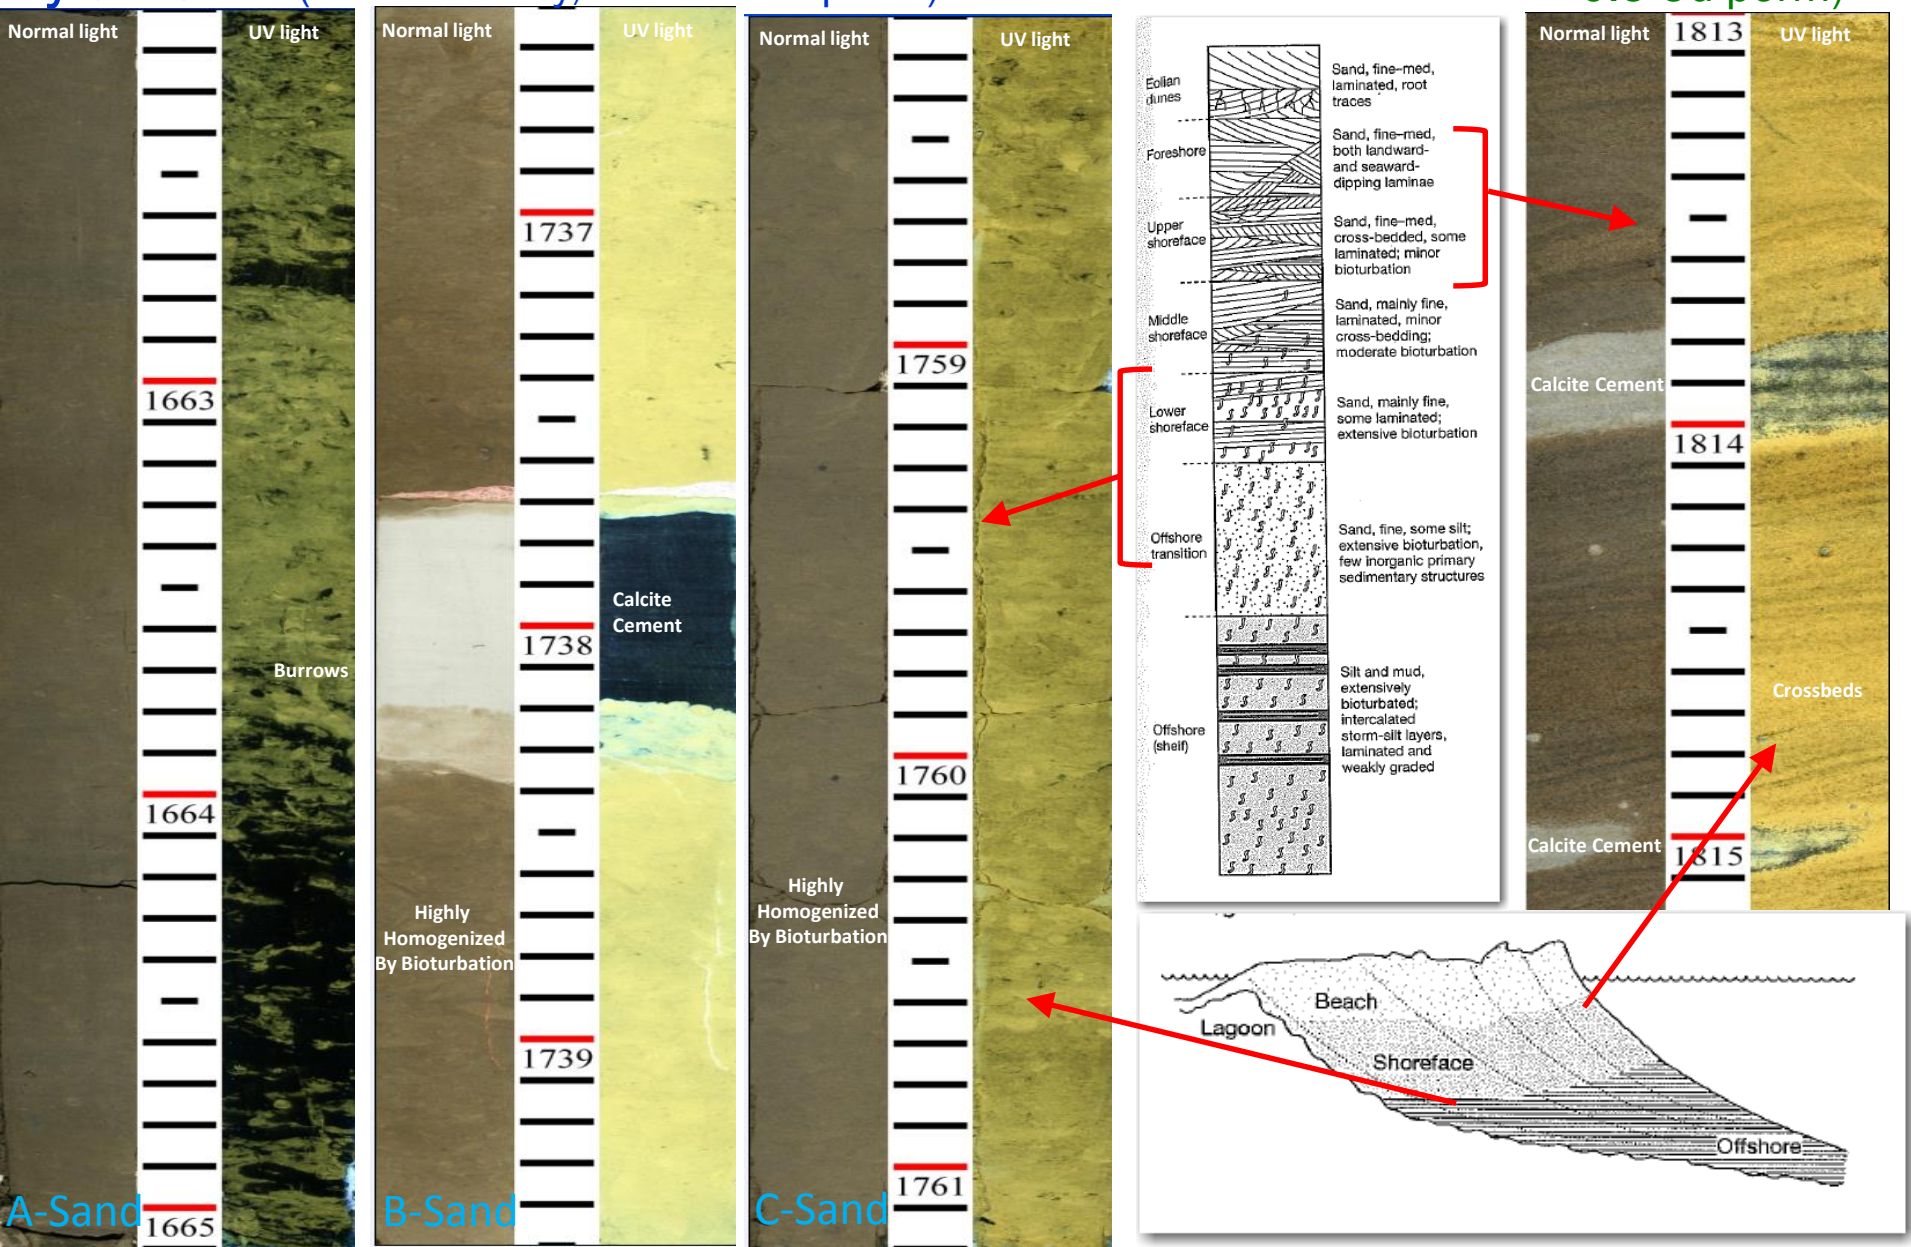 Normal light
UV light
1663
Burrows
1664
A-Sand
1665
Normal light
UV light
1737
Calcite
Cement
1738
Highly
Homogenized
By Bioturbation
1739
B-Sand
Normal light
UV light
1759
1760
Highly
Homogenized
By Bioturbation
1761
C-Sand
Eolian
dunes
Sand, fine–med,
laminated, root
traces
Foreshore
Sand, fine–med,
both landward-
and seaward-
dipping laminae
Upper
shoreface
Sand, fine–med,
cross-bedded, some
laminated; minor
bioturbation
Middle
shoreface
Sand, mainly fine,
laminated, minor
cross-bedding;
moderate bioturbation
Lower
shoreface
Sand, mainly fine,
some laminated;
extensive bioturbation
Offshore
transition
Sand, fine, some silt;
extensive bioturbation,
few inorganic primary
sedimentary structures
Offshore
(shelf)
Silt and mud,
extensively
bioturbated;
intercalated
storm-silt layers,
laminated and
weakly graded
Normal light
1813
UV light
Calcite Cement
1814
Crossbeds
Calcite Cement
1815
Beach
Lagoon
Shoreface
Offshore